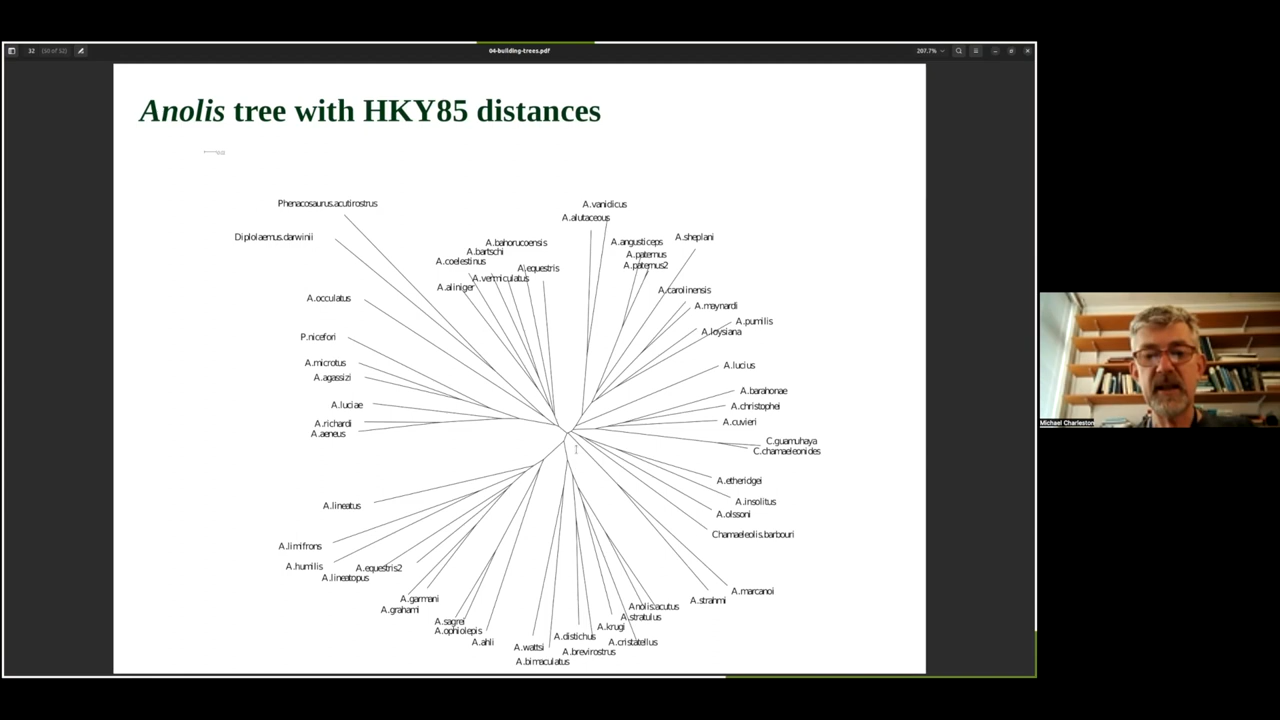 32 (50 of 52)
04-building-trees.pdf
207.7%
Anolis tree with HKY85 distances
Phenacosaurus.acutirostrus
A.vanidicus
A.alutaceous
Diplolaemus.darwinii
A.bahorucoensis
A.angusticeps
A.sheplani
A.bartschi
A.paternus
A.coelestinus
A.equestris
A.paternus2
A.vermiculatus
A.aliniger
A.carolinensis
A.occulatus
A.maynardi
A.pumilis
A.loysiana
P.nicefori
A.microtus
A.lucius
A.agassizi
A.barahonae
A.luciae
A.christophei
A.richardi
A.cuvieri
A.aeneus
C.guamuhaya
C.chamaeleonides
A.etheridgei
A.insolitus
A.lineatus
A.olssoni
Chamaeleolis.barbouri
A.limifrons
A.humilis
A.equestris2
A.lineatopus
A.marcanoi
A.garmani
A.strahmi
A.grahami
Anolis.acutus
A.stratulus
A.sagrei
A.krugi
A.ophiolepis
A.distichus
A.ahli
A.cristatellus
A.wattsi
A.brevirostrus
A.bimaculatus
Michael Charleston